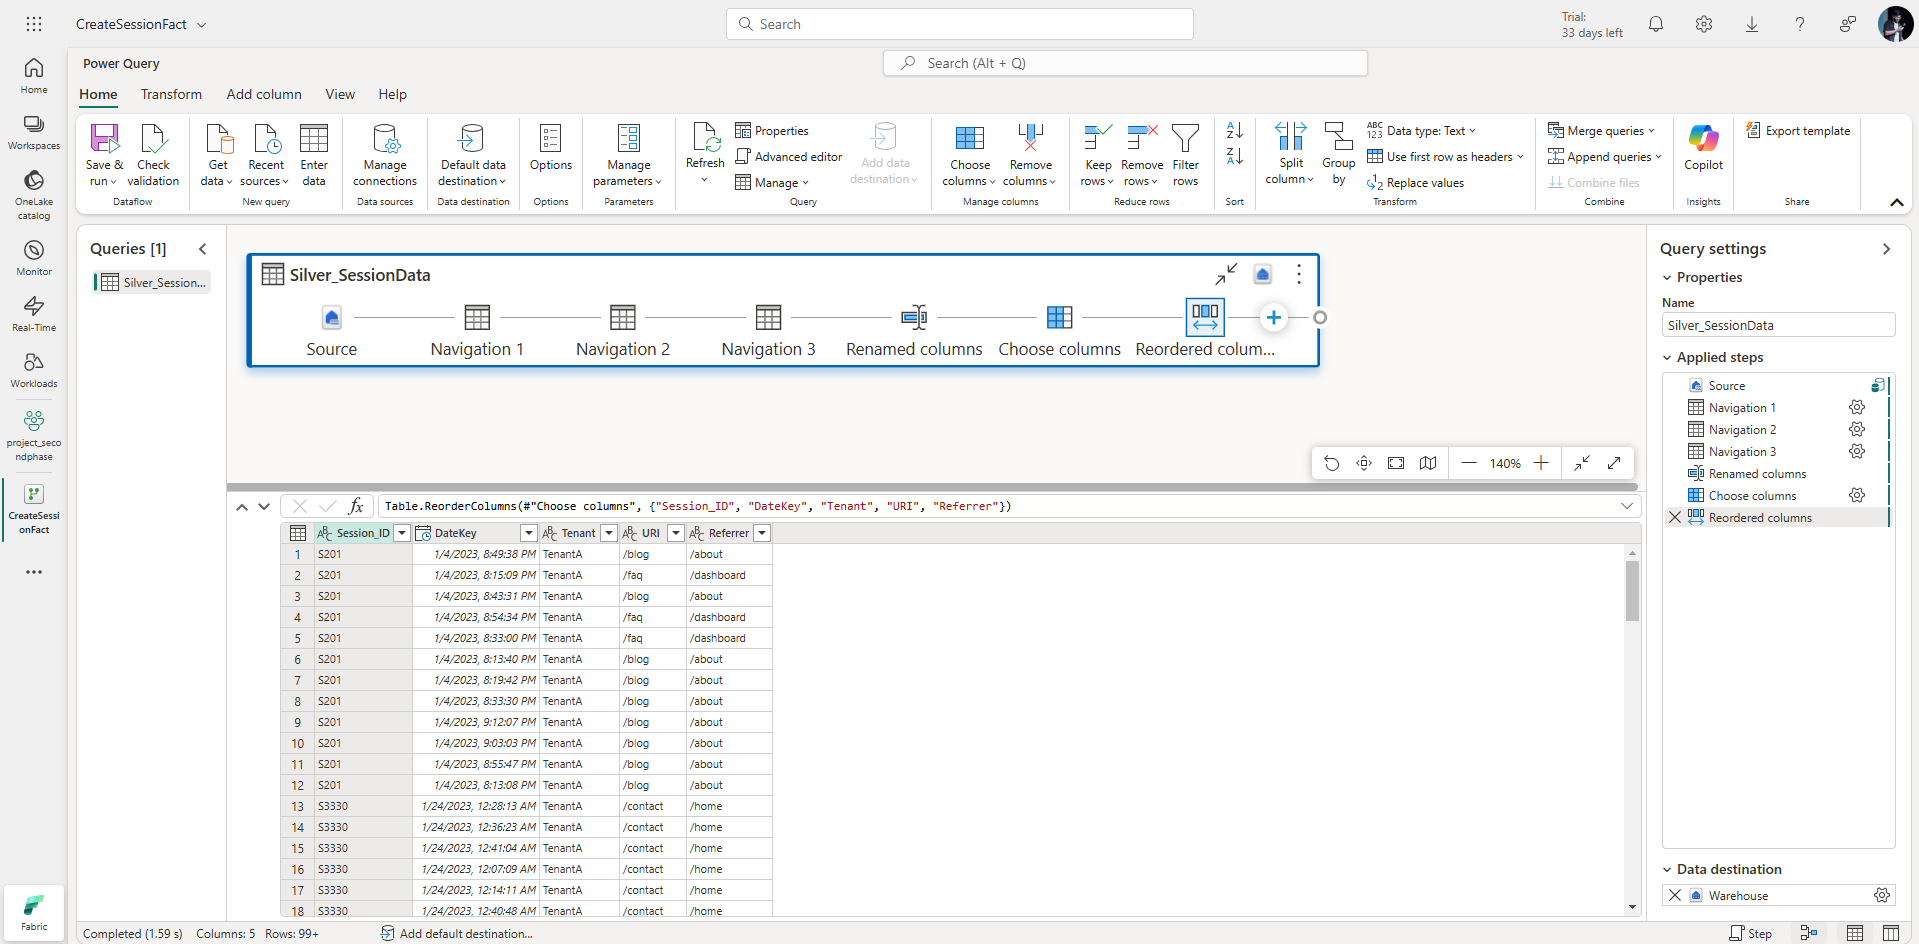 CreateSessionFact
Search
Trial:
33 days left
Home
Workspaces
OneLake
catalog
Monitor
Real-Time
Workloads
project_seco
ndphase
CreateSessi
onFact
Fabric
Power Query
Search (Alt + Q)
Home Transform Add column View Help
Save &
run
Check
validation
Dataflow
Get
data
Recent
sources
Enter
data
New query
Manage
connections
Data sources
Default data
destination
Data destination
Options
Options
Manage
parameters
Parameters
Refresh
Properties
Advanced editor
Manage
Add data
destination
Query
Choose
columns
Remove
columns
Manage columns
Keep
rows
Remove
rows
Filter
rows
Reduce rows
Sort
Split
column
Group
by
ABC
123
Data type: Text
Use first row as headers
Replace values
Transform
Merge queries
Append queries
Combine files
Combine
Copilot
Insights
Export template
Share
Queries [1]
Silver_Session...
Silver_SessionData
Source Navigation 1 Navigation 2 Navigation 3 Renamed columns Choose columns Reordered colum...
140%
fx Table.ReorderColumns(#"Choose columns", {"Session_ID", "DateKey", "Tenant", "URI", "Referrer"})
Session_ID DateKey Tenant URI Referrer
1 S201 1/4/2023, 8:49:38 PM TenantA /blog /about
2 S201 1/4/2023, 8:15:09 PM TenantA /faq /dashboard
3 S201 1/4/2023, 8:43:31 PM TenantA /blog /about
4 S201 1/4/2023, 8:54:34 PM TenantA /faq /dashboard
5 S201 1/4/2023, 8:33:00 PM TenantA /faq /dashboard
6 S201 1/4/2023, 8:13:40 PM TenantA /blog /about
7 S201 1/4/2023, 8:19:42 PM TenantA /blog /about
8 S201 1/4/2023, 8:33:30 PM TenantA /blog /about
9 S201 1/4/2023, 9:12:07 PM TenantA /blog /about
10 S201 1/4/2023, 9:03:03 PM TenantA /blog /about
11 S201 1/4/2023, 8:55:47 PM TenantA /blog /about
12 S201 1/4/2023, 8:13:08 PM TenantA /blog /about
13 S3330 1/24/2023, 12:28:13 AM TenantA /contact /home
14 S3330 1/24/2023, 12:36:23 AM TenantA /contact /home
15 S3330 1/24/2023, 12:41:04 AM TenantA /contact /home
16 S3330 1/24/2023, 12:07:09 AM TenantA /contact /home
17 S3330 1/24/2023, 12:14:11 AM TenantA /contact /home
18 S3330 1/24/2023, 12:40:48 AM TenantA /contact /home
Query settings
Properties
Name
Silver_SessionData
Applied steps
Source
Navigation 1
Navigation 2
Navigation 3
Renamed columns
Choose columns
Reordered columns
Data destination
Warehouse
Completed (1.59 s) Columns: 5 Rows: 99+
Add default destination...
Step